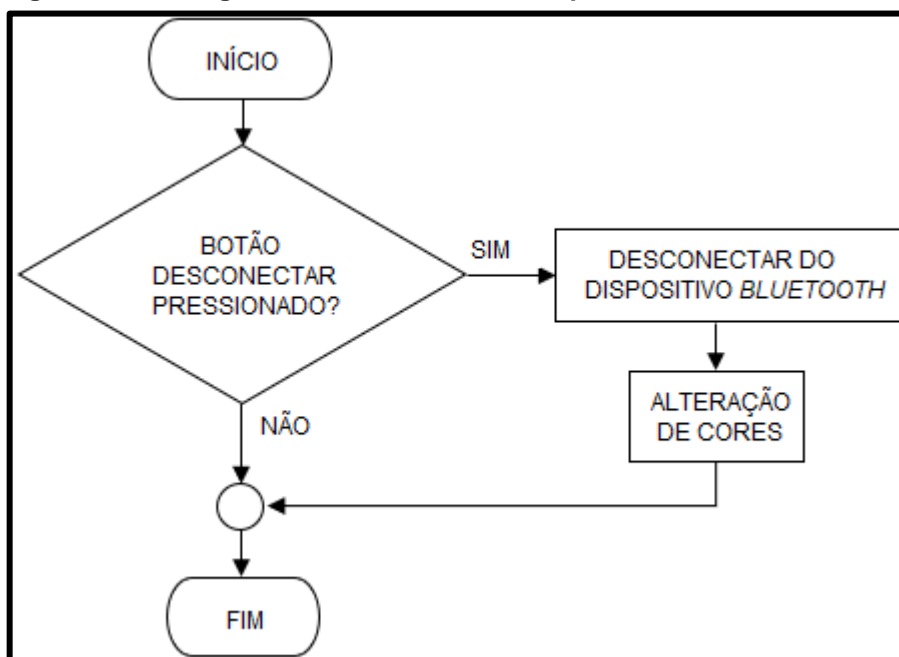 INÍCIO
BOTÃO
DESCONECTAR
PRESSIONADO?
SIM
DESCONECTAR DO
DISPOSITIVO BLUETOOTH
ALTERAÇÃO
DE CORES
NÃO
FIM